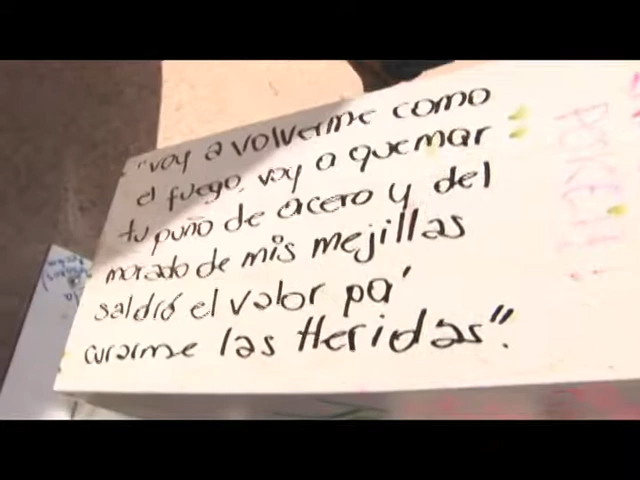 "voy a volverme como
el fuego, voy a quemar
tu puño de acero y del
morado de mis mejillas
saldró el valor pa'
curarme las Heridas".